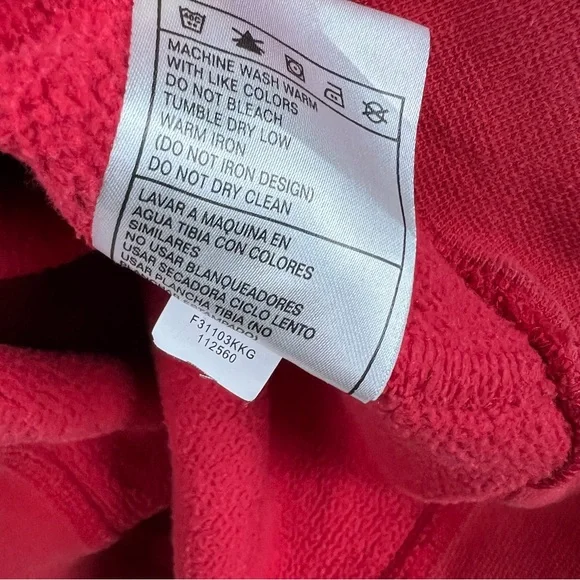 MACHINE WASH WARM
WITH LIKE COLORS
DO NOT BLEACH
TUMBLE DRY LOW
WARM IRON
(DO NOT IRON DESIGN)
DO NOT DRY CLEAN
LAVAR A MAQUINA EN
AGUA TIBIA CON COLORES
SIMILARES
NO USAR BLANQUEADORES
USAR SECADORA CICLO LENTO
USAR PLANCHA TIBIA (NO
F31103KKG
112560